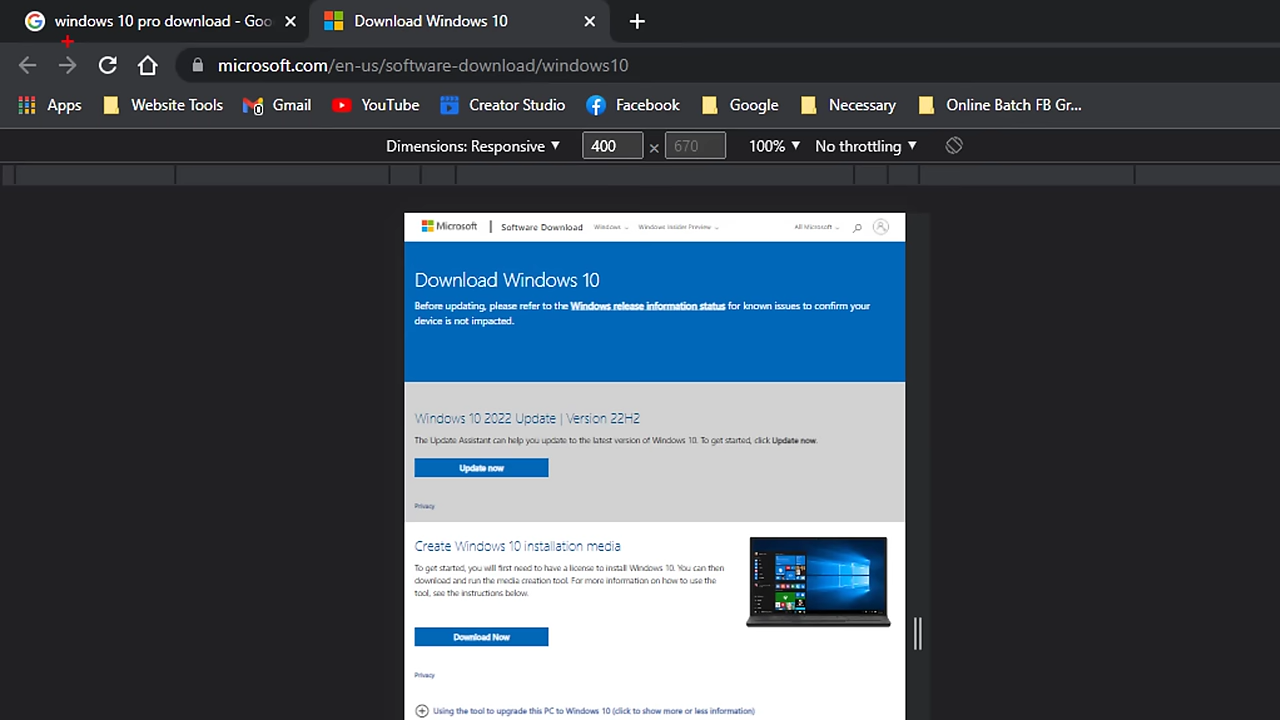 windows 10 pro download - Goo
Download Windows 10
microsoft.com/en-us/software-download/windows10
Apps
Website Tools
Gmail
YouTube
Creator Studio
Facebook
Google
Necessary
Online Batch FB Gr...
Dimensions: Responsive
400
×
670
100%
No throttling
Microsoft
Software Download
Windows
Windows Insider Preview
All Microsoft
Download Windows 10
Before updating, please refer to the Windows release information status for known issues to confirm your
device is not impacted.
Windows 10 2022 Update | Version 22H2
The Update Assistant can help you update to the latest version of Windows 10. To get started, click Update now.
Update now
Privacy
Create Windows 10 installation media
To get started, you will first need to have a license to install Windows 10. You can then
download and run the media creation tool. For more information on how to use the
tool, see the instructions below.
Download Now
Privacy
Using the tool to upgrade this PC to Windows 10 (click to show more or less information)